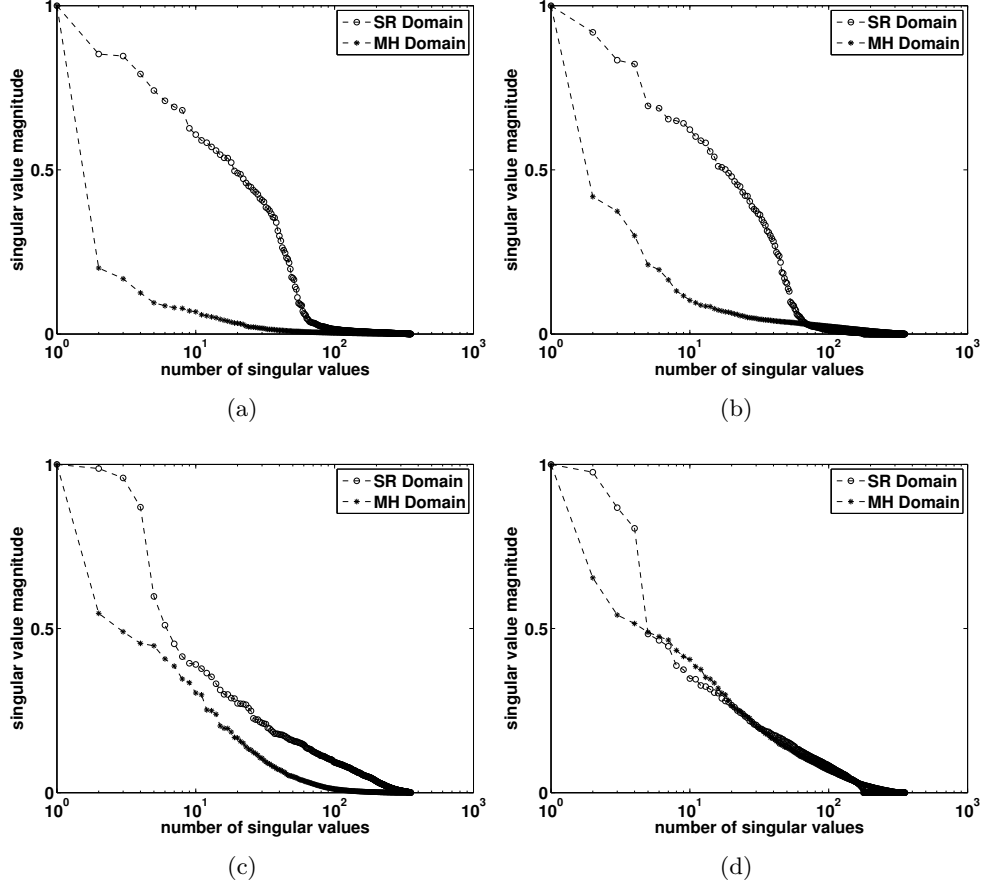 1
SR Domain
MH Domain
singular value magnitude
0.5
0
10^0 10^1 10^2 10^3
number of singular values
(a)
1
SR Domain
MH Domain
singular value magnitude
0.5
0
10^0 10^1 10^2 10^3
number of singular values
(b)
1
SR Domain
MH Domain
singular value magnitude
0.5
0
10^0 10^1 10^2 10^3
number of singular values
(c)
1
SR Domain
MH Domain
singular value magnitude
0.5
0
10^0 10^1 10^2 10^3
number of singular values
(d)